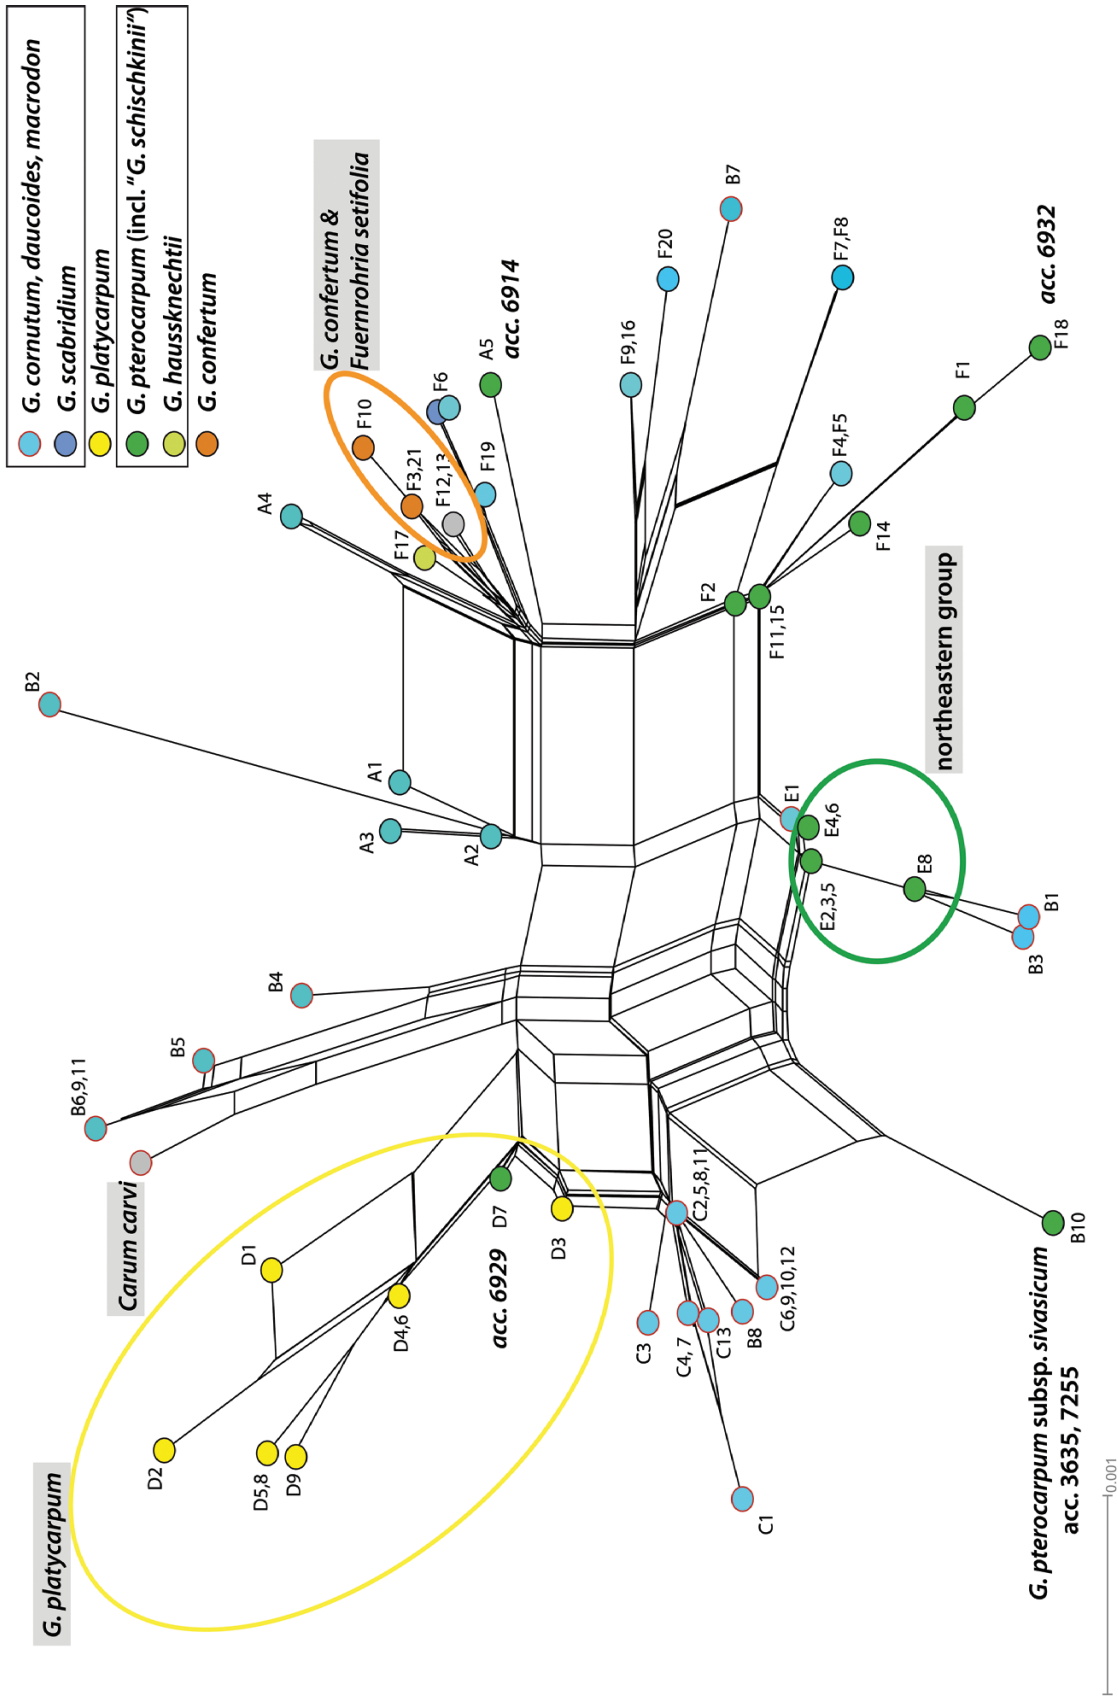 G. cornutum, daucoides, macrodon
G. scabridium
G. platycarpum
G. pterocarpum (incl. "G. schischkinii")
G. haussknechtii
G. confertum
G. platycarpum
Carum carvi
G. confertum &
Fuernrohria setifolia
northeastern group
acc. 6914
acc. 6932
acc. 6929
G. pterocarpum subsp. sivasicum
acc. 3635, 7255
D2
D5,8
D9
D1
D4,6
D7
D3
B6,9,11
B5
B4
B2
A3
A1
A2
A4
F17
F10
F3,21
F12,13
F6
F19
A5
F9,16
F20
B7
F7,F8
F4,F5
F14
F1
F18
F2
F11,15
E1
E4,6
E2,3,5
E8
B1
B3
C2,5,8,11
C3
C4, 7
C13
B8
C6,9,10,12
C1
B10
0.001